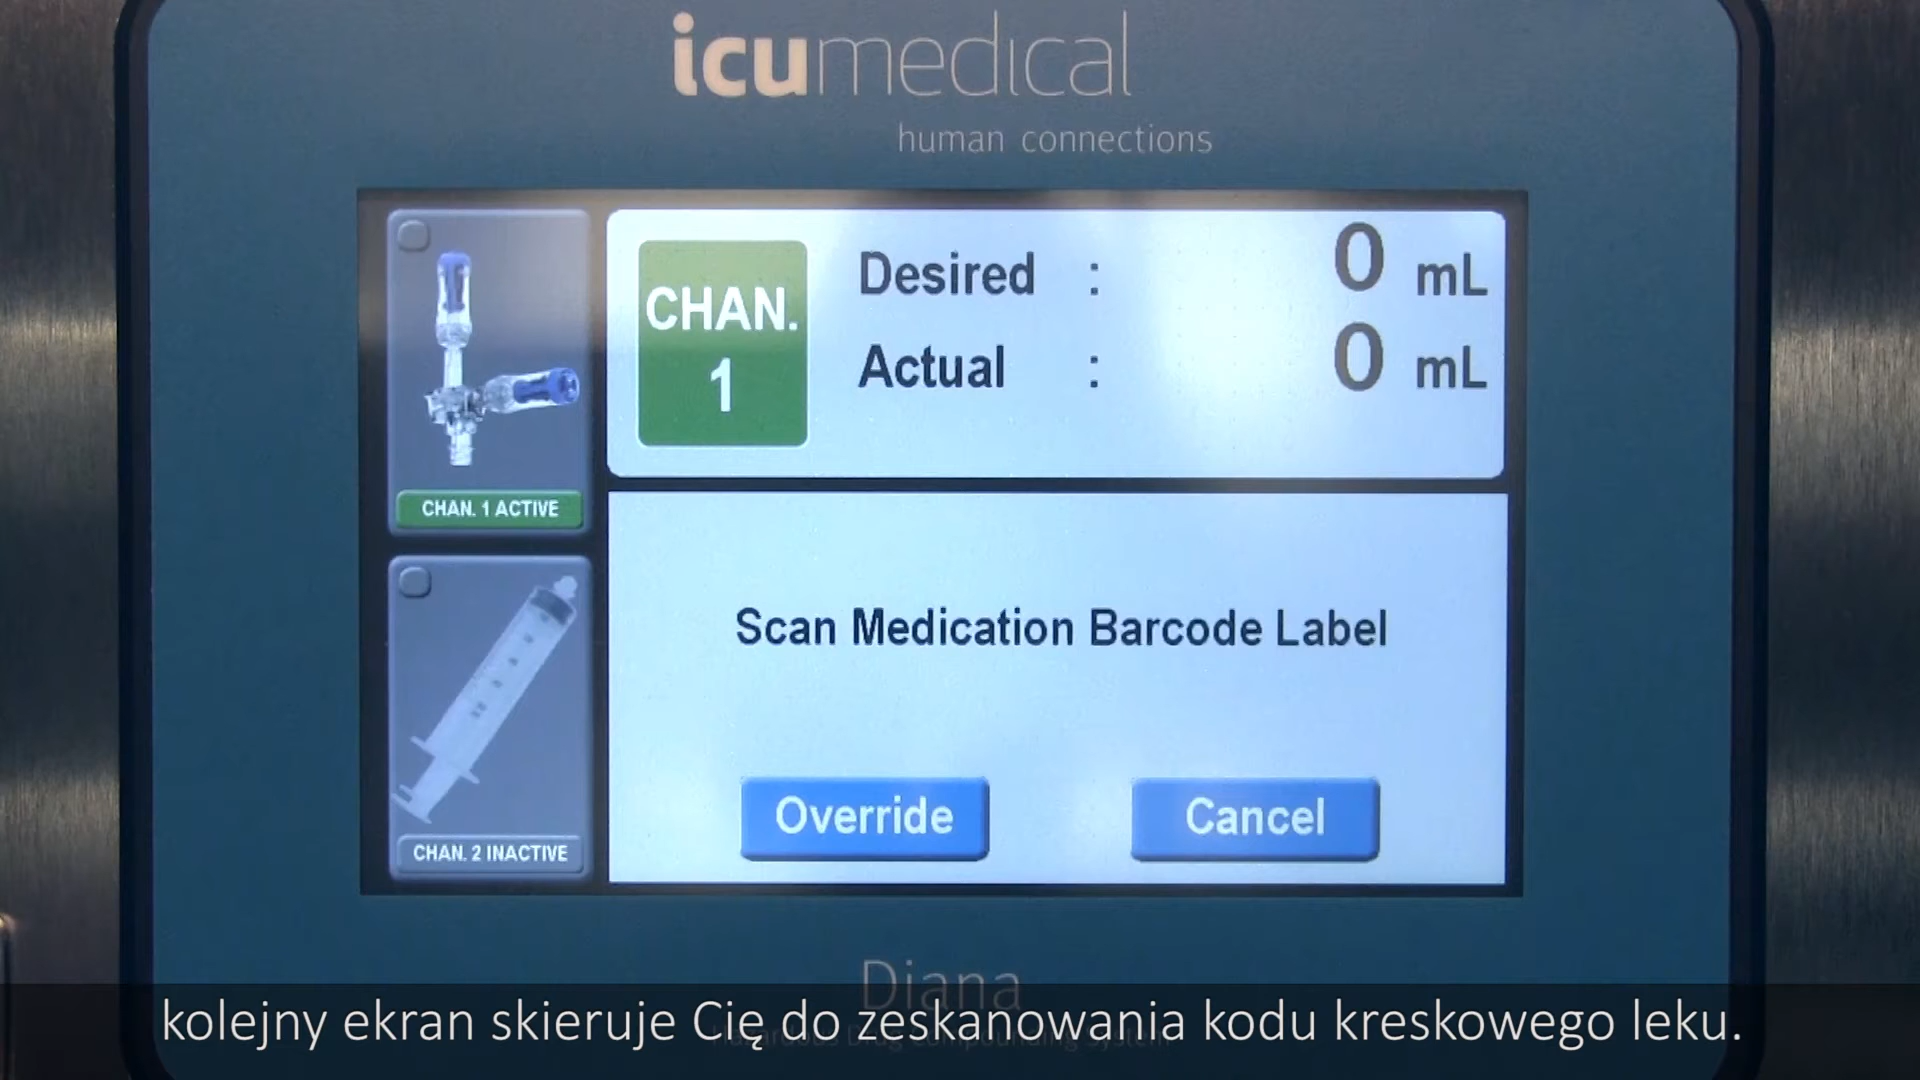 icumedical
human connections
CHAN.
1
Desired : 0 mL
Actual : 0 mL
CHAN. 1 ACTIVE
Scan Medication Barcode Label
Override
Cancel
CHAN. 2 INACTIVE
Diana
kolejny ekran skieruje Cię do zeskanowania kodu kreskowego leku.